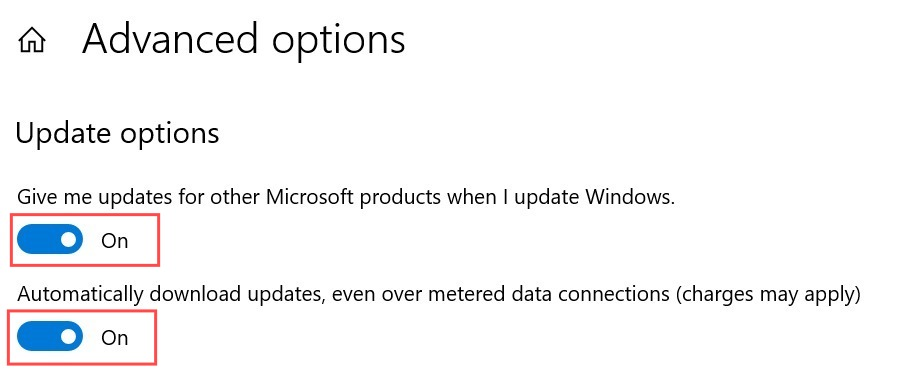 Advanced options
Update options
Give me updates for other Microsoft products when I update Windows.
On
Automatically download updates, even over metered data connections (charges may apply)
On